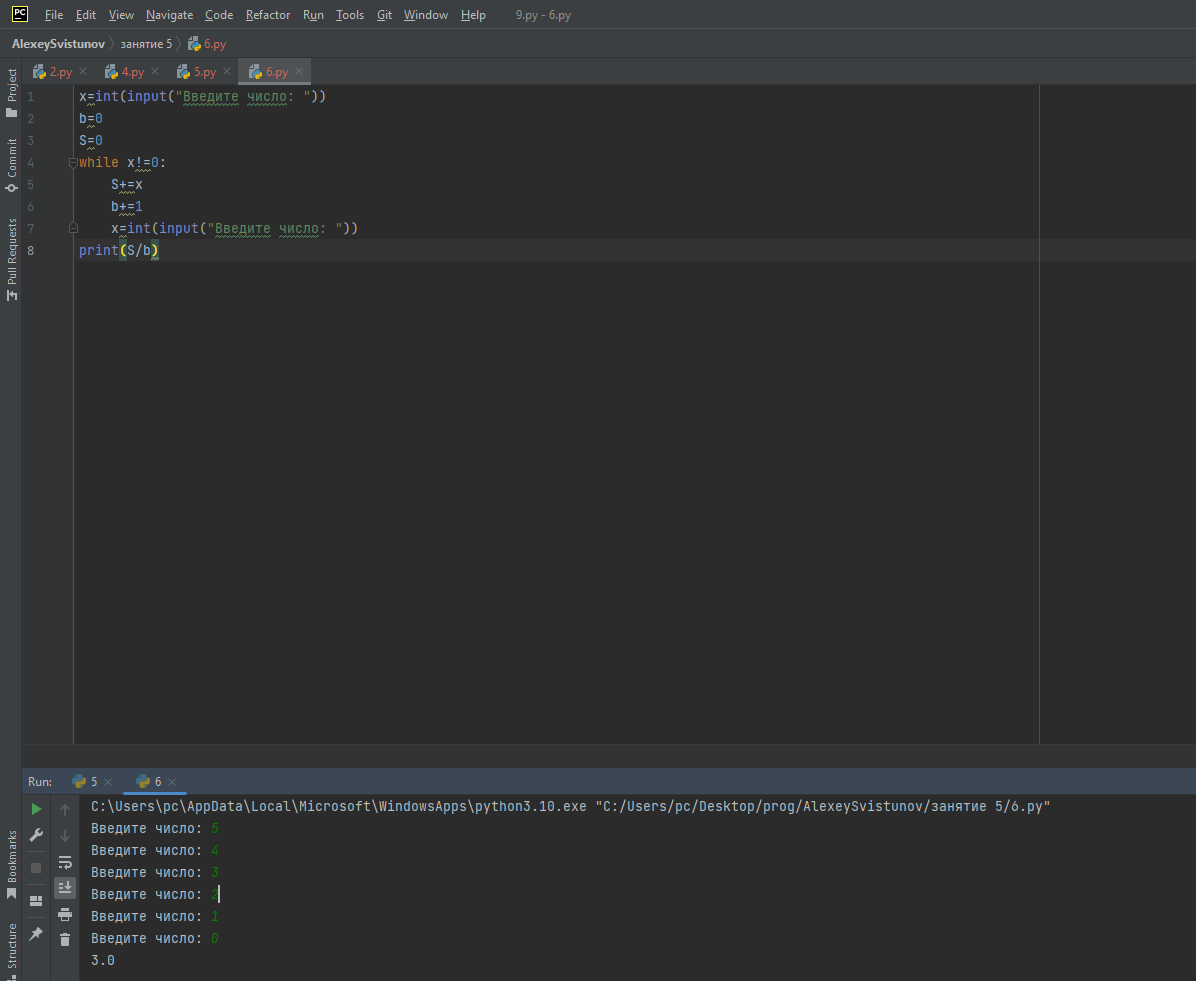 PC File Edit View Navigate Code Refactor Run Tools Git Window Help 9.py - 6.py
AlexeySvistunov занятие 5 6.py
2.py 4.py 5.py 6.py
Project
Commit
Pull Requests
1 x=int(input("Введите число: "))
2 b=0
3 S=0
4 while x!=0:
5 S+=x
6 b+=1
7 x=int(input("Введите число: "))
8 print(S/b)
Run: 5 6
Bookmarks
Structure
C:\Users\pc\AppData\Local\Microsoft\WindowsApps\python3.10.exe "C:/Users/pc/Desktop/prog/AlexeySvistunov/занятие 5/6.py"
Введите число: 5
Введите число: 4
Введите число: 3
Введите число: 2
Введите число: 1
Введите число: 0
3.0